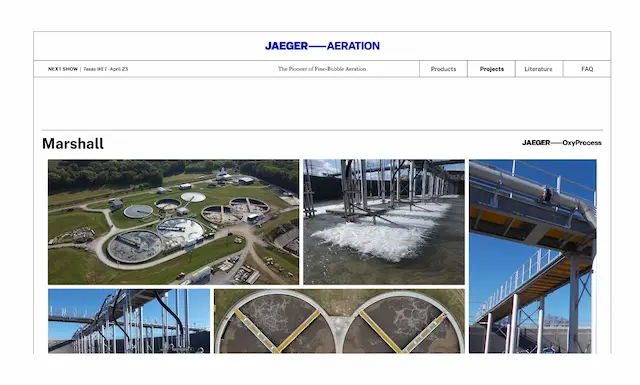 JAEGER——AERATION
NEXT SHOW | Texas WET - April 23
The Pioneer of Fine-Bubble Aeration
Products
Projects
Literature
FAQ
Marshall
JAEGER——OxyProcess